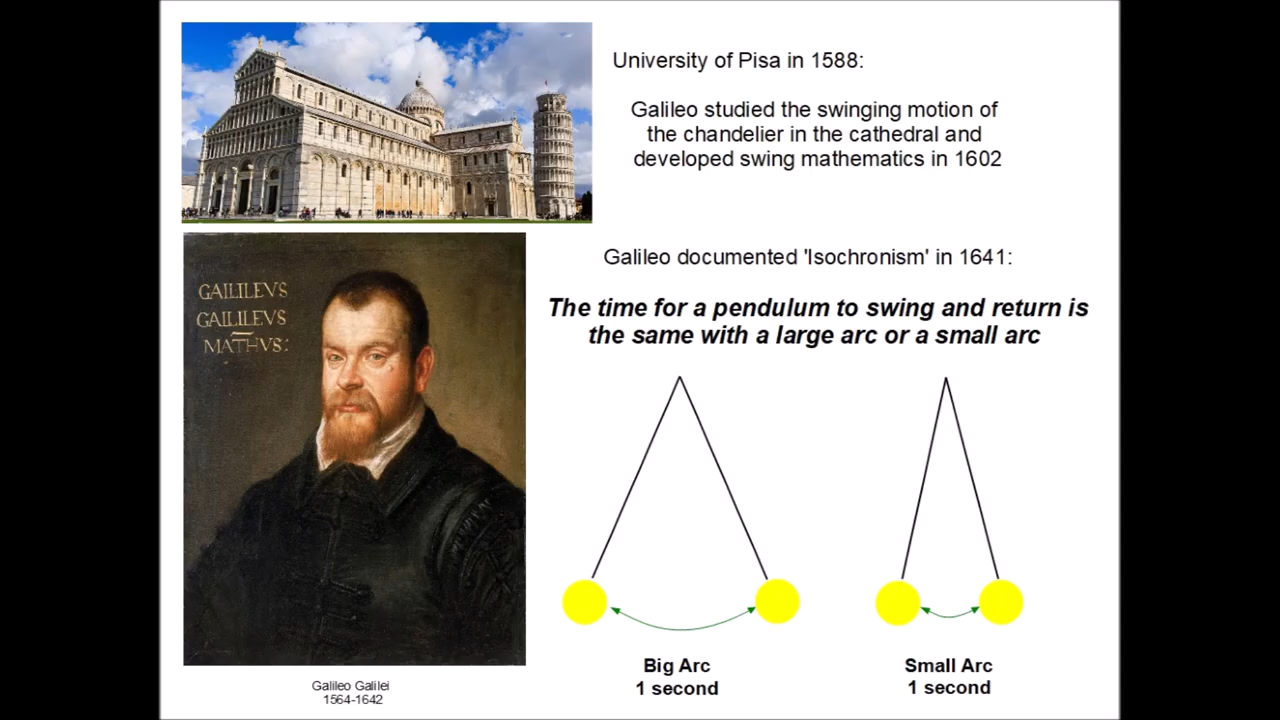 University of Pisa in 1588:
Galileo studied the swinging motion of
the chandelier in the cathedral and
developed swing mathematics in 1602
GAILILEVS
GAILILEVS
MATHVS:
Galileo documented 'Isochronism' in 1641:
The time for a pendulum to swing and return is
the same with a large arc or a small arc
Big Arc
1 second
Small Arc
1 second
Galileo Galilei
1564-1642